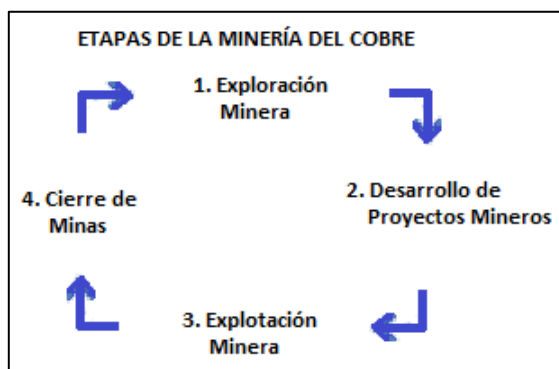 ETAPAS DE LA MINERÍA DEL COBRE
1. Exploración
Minera
2. Desarrollo de
Proyectos Mineros
3. Explotación
Minera
4. Cierre de
Minas